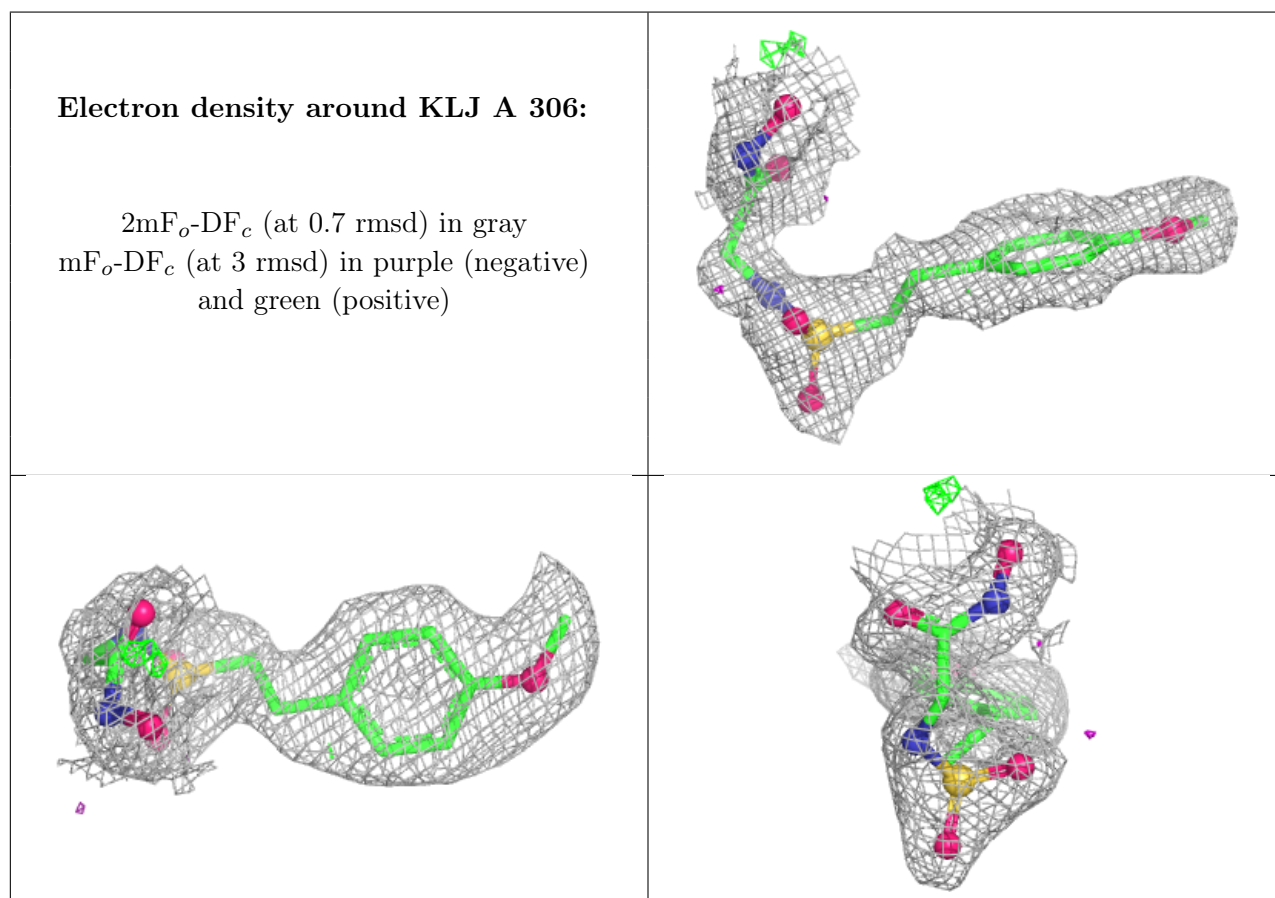 Electron density around KLJ A 306:
2mFₒ-DF𝑐 (at 0.7 rmsd) in gray
mFₒ-DF𝑐 (at 3 rmsd) in purple (negative)
and green (positive)